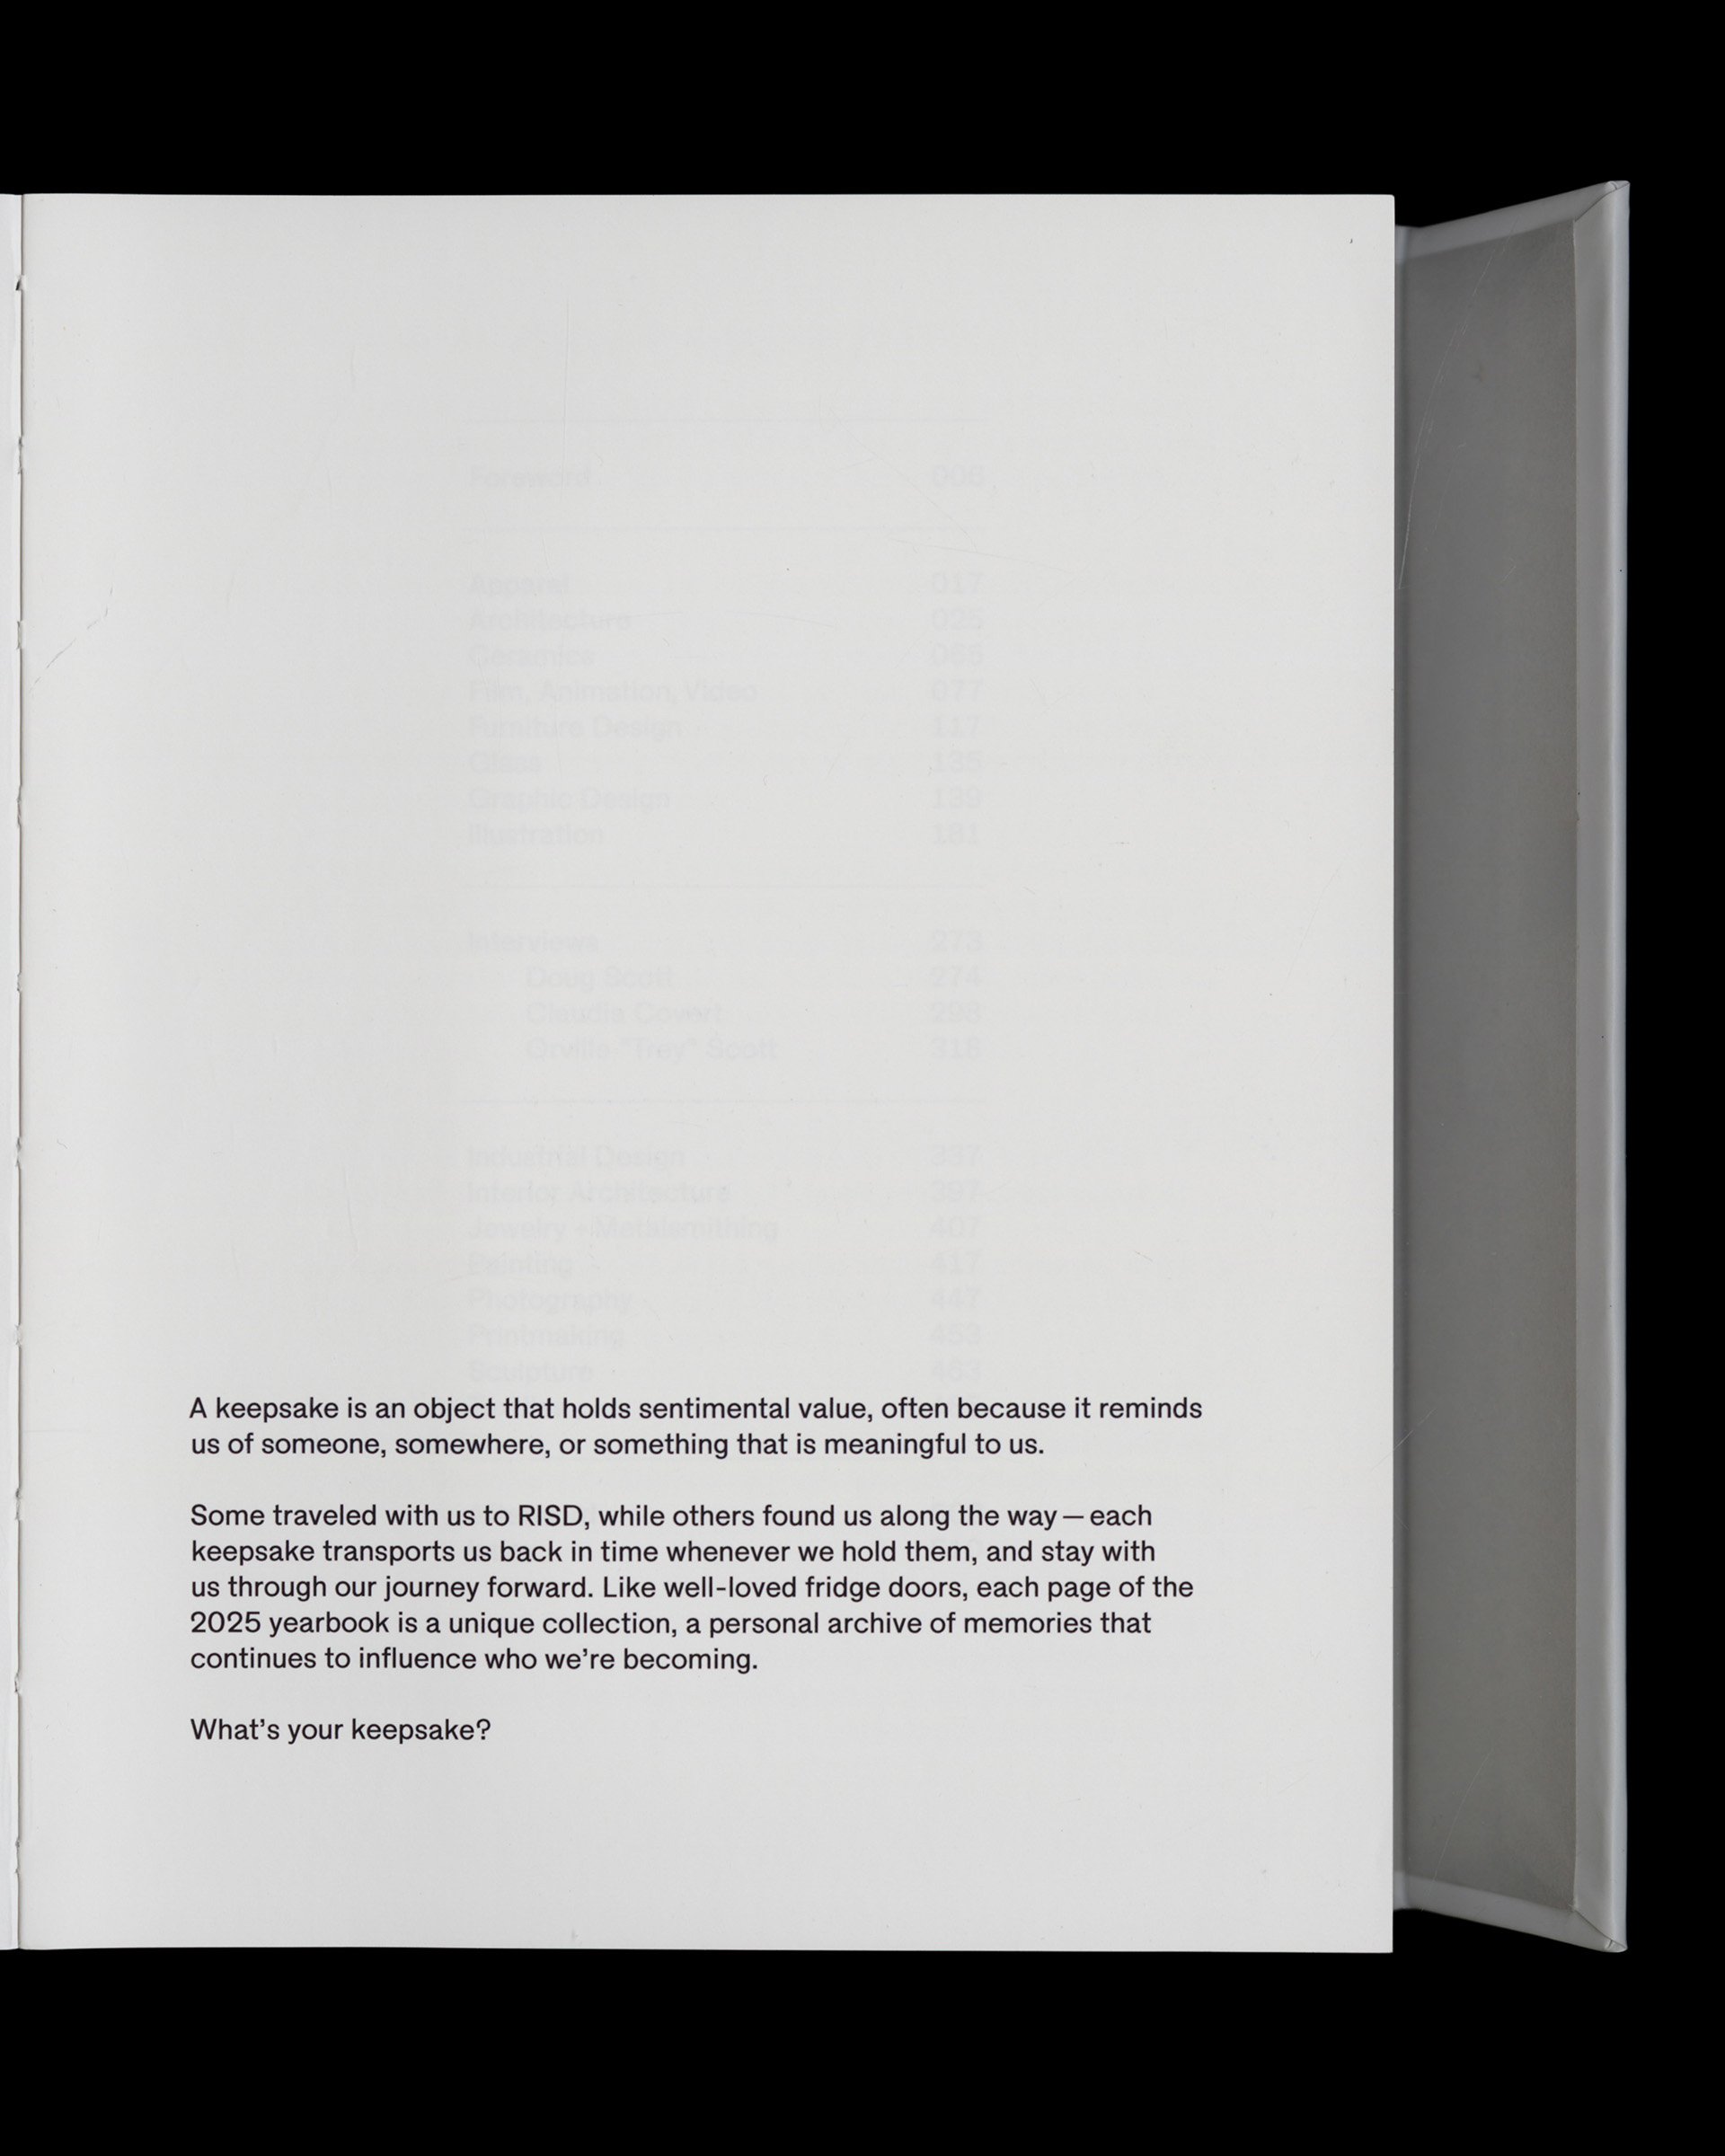 Foreword 006
Apparel 017
Architecture 025
Ceramics 065
Film, Animation, Video 077
Furniture Design 117
Glass 135
Graphic Design 139
Illustration 181
Interviews 273
Doug Scott 274
Claudia Covert 298
Orville "Trey" Scott
Industrial Design 337
Interior Architecture 397
Jewelry + Metalsmithing 407
Painting 417
Photography 447
Printmaking 453
Sculpture 463
A keepsake is an object that holds sentimental value, often because it reminds
us of someone, somewhere, or something that is meaningful to us.
Some traveled with us to RISD, while others found us along the way — each
keepsake transports us back in time whenever we hold them, and stay with
us through our journey forward. Like well-loved fridge doors, each page of the
2025 yearbook is a unique collection, a personal archive of memories that
continues to influence who we’re becoming.
What’s your keepsake?